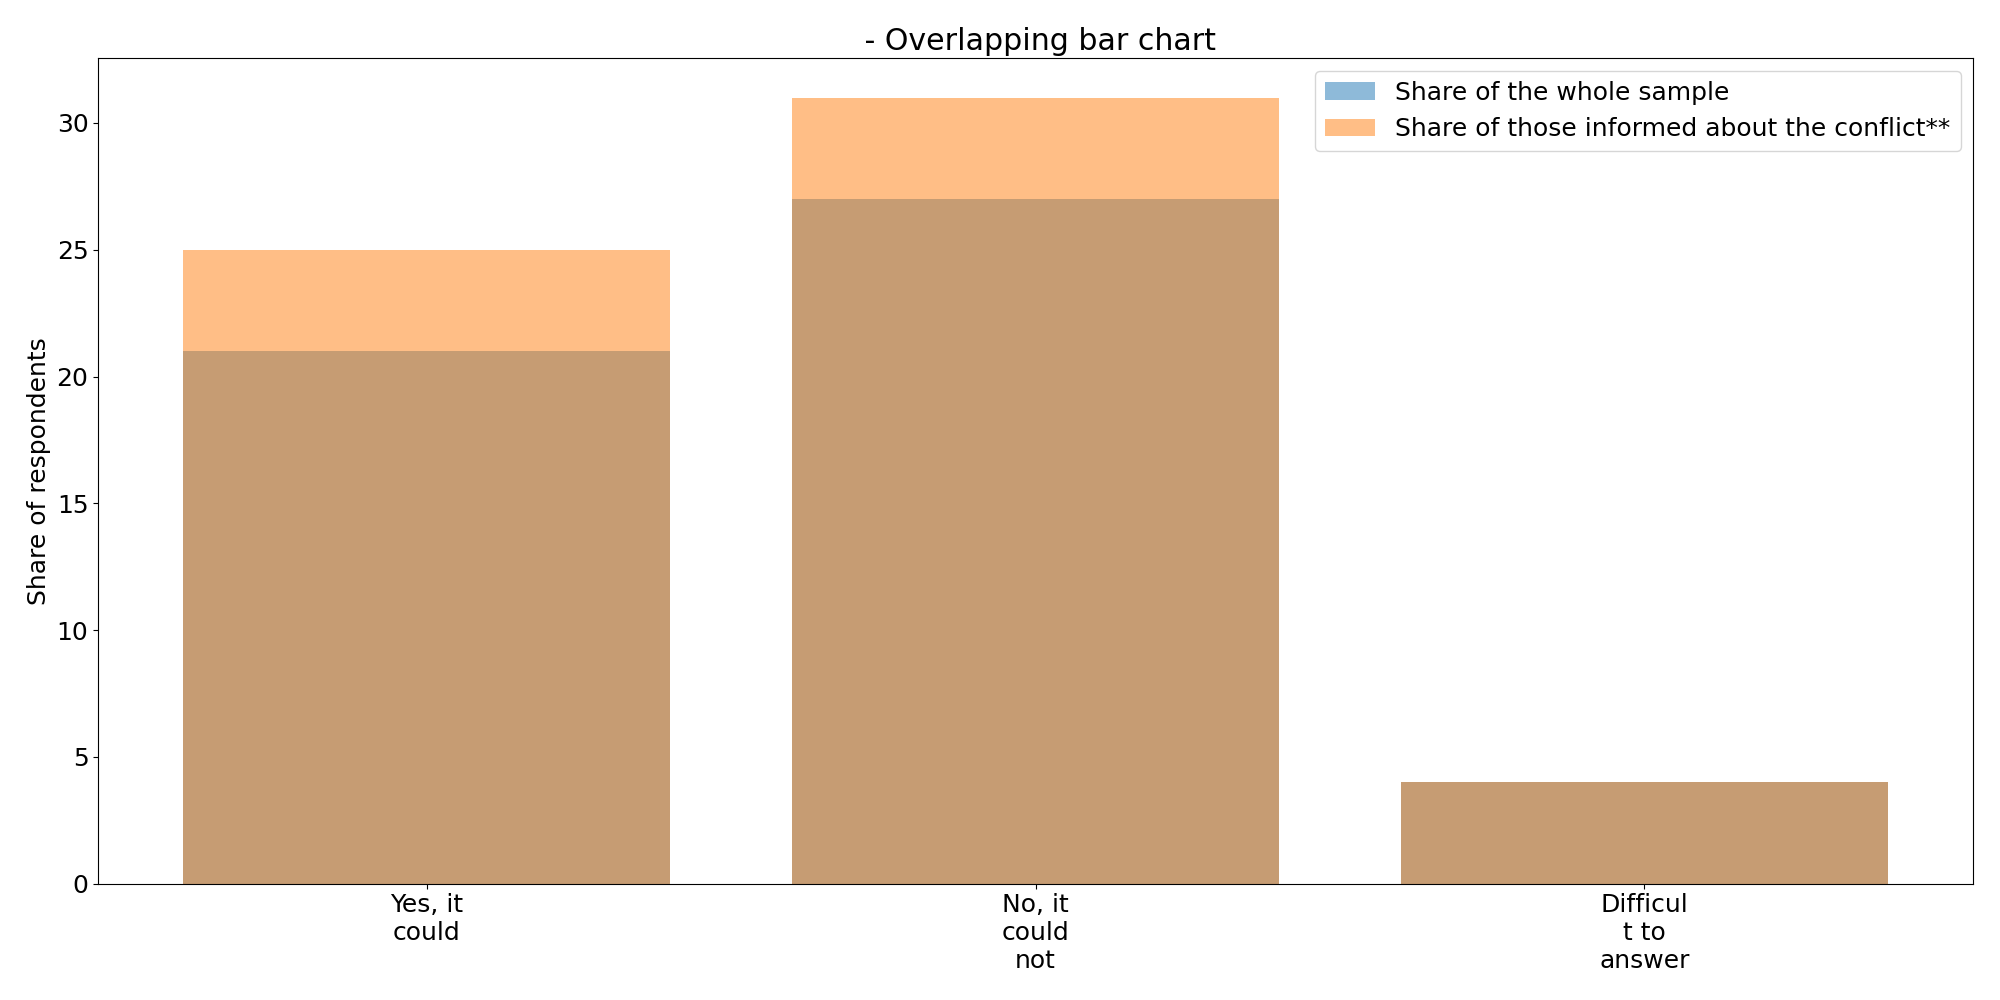 - Overlapping bar chart
Share of the whole sample
Share of those informed about the conflict**
Share of respondents
30
25
20
15
10
5
0
Yes, it
could
No, it
could
not
Difficul
t to
answer